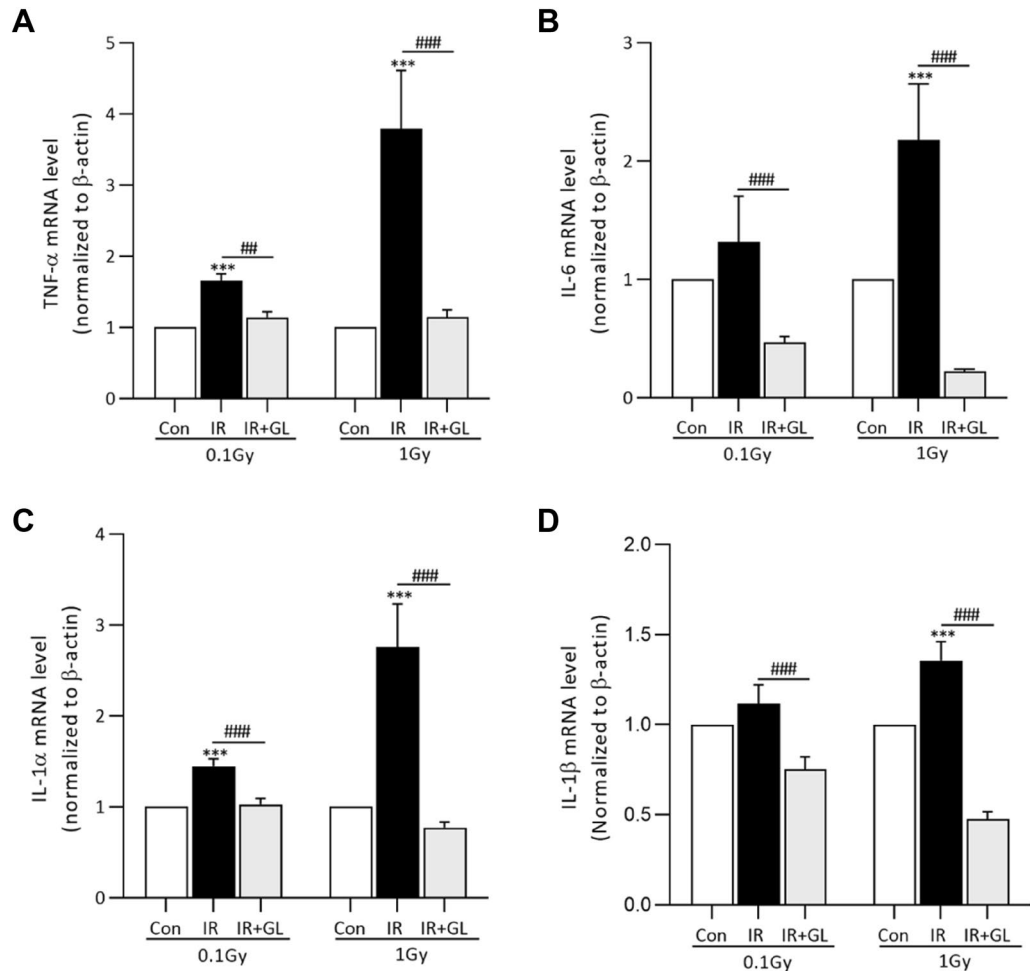 A
TNF-α mRNA level
(normalized to β-actin)
5
4
3
2
1
0
***
##
***
###
Con IR IR+GL Con IR IR+GL
0.1Gy 1Gy
B
IL-6 mRNA level
(normalized to β-actin)
3
2
1
0
###
***
###
Con IR IR+GL Con IR IR+GL
0.1Gy 1Gy
C
IL-1α mRNA level
(normalized to β-actin)
4
3
2
1
0
***
###
***
###
Con IR IR+GL Con IR IR+GL
0.1Gy 1Gy
D
IL-1β mRNA level
(Normalized to β-actin)
2.0
1.5
1.0
0.5
0.0
###
***
###
Con IR IR+GL Con IR IR+GL
0.1Gy 1Gy